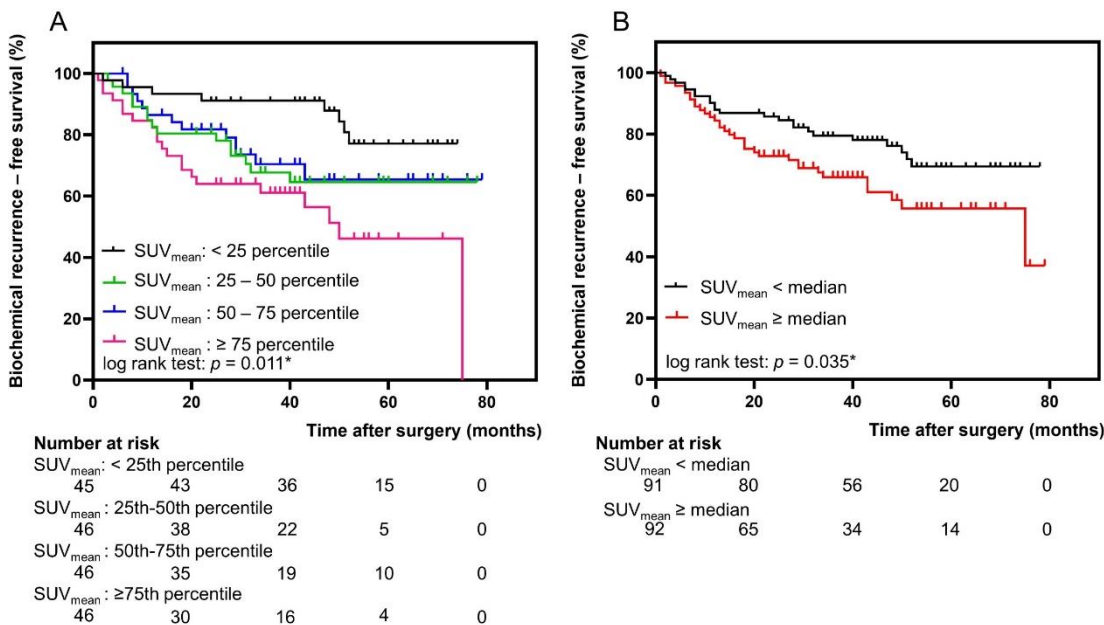 A
Biochemical recurrence – free survival (%)
100
80
60
40
20
0
SUVmean: < 25 percentile
SUVmean : 25 – 50 percentile
SUVmean : 50 – 75 percentile
SUVmean : ≥ 75 percentile
log rank test: p = 0.011*
0 20 40 60 80
Time after surgery (months)
Number at risk
SUVmean: < 25th percentile
45 43 36 15 0
SUVmean : 25th-50th percentile
46 38 22 5 0
SUVmean : 50th-75th percentile
46 35 19 10 0
SUVmean : ≥75th percentile
46 30 16 4 0
B
Biochemical recurrence – free survival (%)
100
80
60
40
20
0
SUVmean < median
SUVmean ≥ median
log rank test: p = 0.035*
0 20 40 60 80
Time after surgery (months)
Number at risk
SUVmean < median
91 80 56 20 0
SUVmean ≥ median
92 65 34 14 0